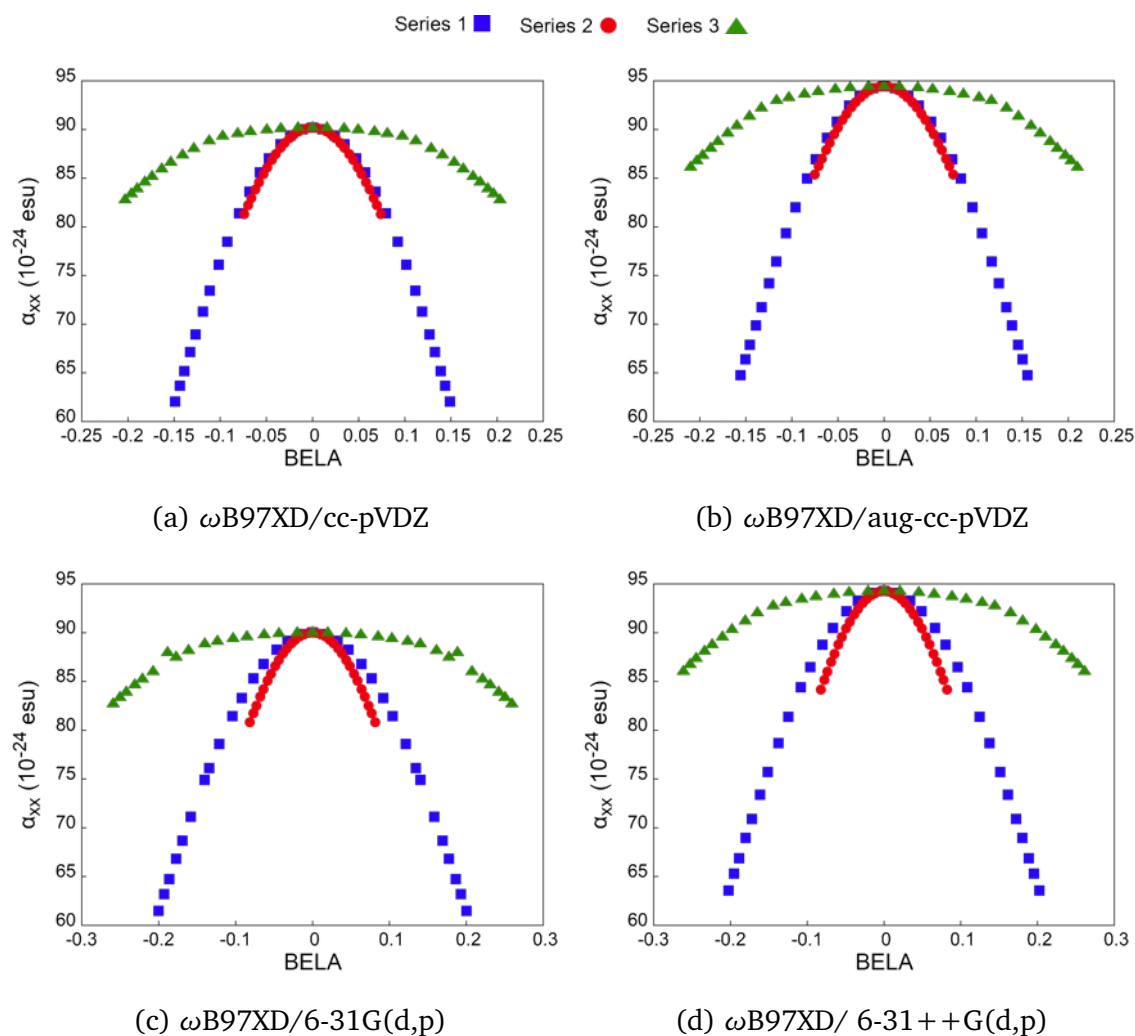 Series 1 Series 2 Series 3
95
90
85
80
75
70
65
60
αxx (10-24 esu)
-0.25 -0.2 -0.15 -0.1 -0.05 0 0.05 0.1 0.15 0.2 0.25
BELA
(a) ωB97XD/cc-pVDZ
95
90
85
80
75
70
65
60
αxx (10-24 esu)
-0.25 -0.2 -0.15 -0.1 -0.05 0 0.05 0.1 0.15 0.2 0.25
BELA
(b) ωB97XD/aug-cc-pVDZ
95
90
85
80
75
70
65
60
αxx (10-24 esu)
-0.3 -0.2 -0.1 0 0.1 0.2 0.3
BELA
(c) ωB97XD/6-31G(d,p)
95
90
85
80
75
70
65
60
αxx (10-24 esu)
-0.3 -0.2 -0.1 0 0.1 0.2 0.3
BELA
(d) ωB97XD/ 6-31++G(d,p)